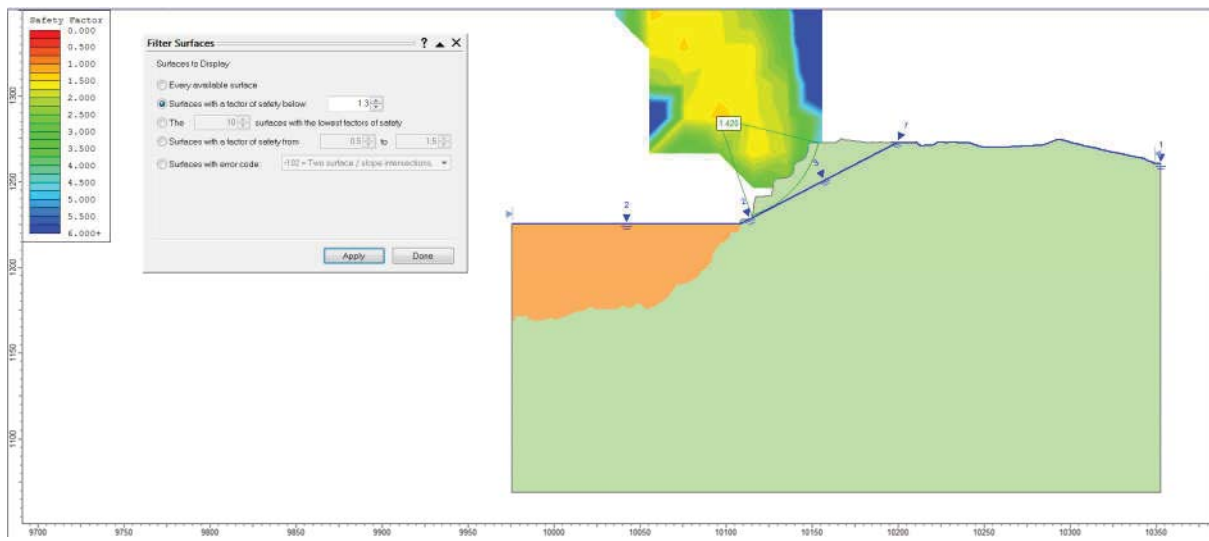 Safety Factor
0.000
0.500
1.000
1.500
2.000
2.500
3.000
3.500
4.000
4.500
5.000
5.500
6.000+
Filter Surfaces
Surfaces to Display
Every available surface
Surfaces with a factor of safety below: 1.3
The 10 surfaces with the lowest factors of safety
Surfaces with a factor of safety from 0.5 to 1.5
Surfaces with error code: -102 = Two surface / slope intersections,
Apply Done
1.420
1
2
1300
1250
1200
1150
1100
9700 9750 9800 9850 9900 9950 10000 10050 10100 10150 10200 10250 10300 10350